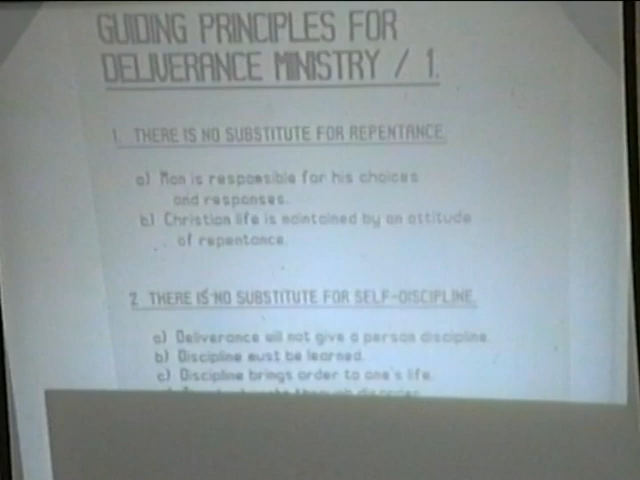 GUIDING PRINCIPLES FOR
DELIVERANCE MINISTRY / 1.
1. THERE IS NO SUBSTITUTE FOR REPENTANCE.
a) Man is responsible for his choices
and responses.
b) Christian life is maintained by an attitude
of repentance.
2 THERE IS NO SUBSTITUTE FOR SELF-DISCIPLINE.
a) Deliverance will not give a person discipline.
b) Discipline must be learned.
c) Discipline brings order to one's life.
through disorder